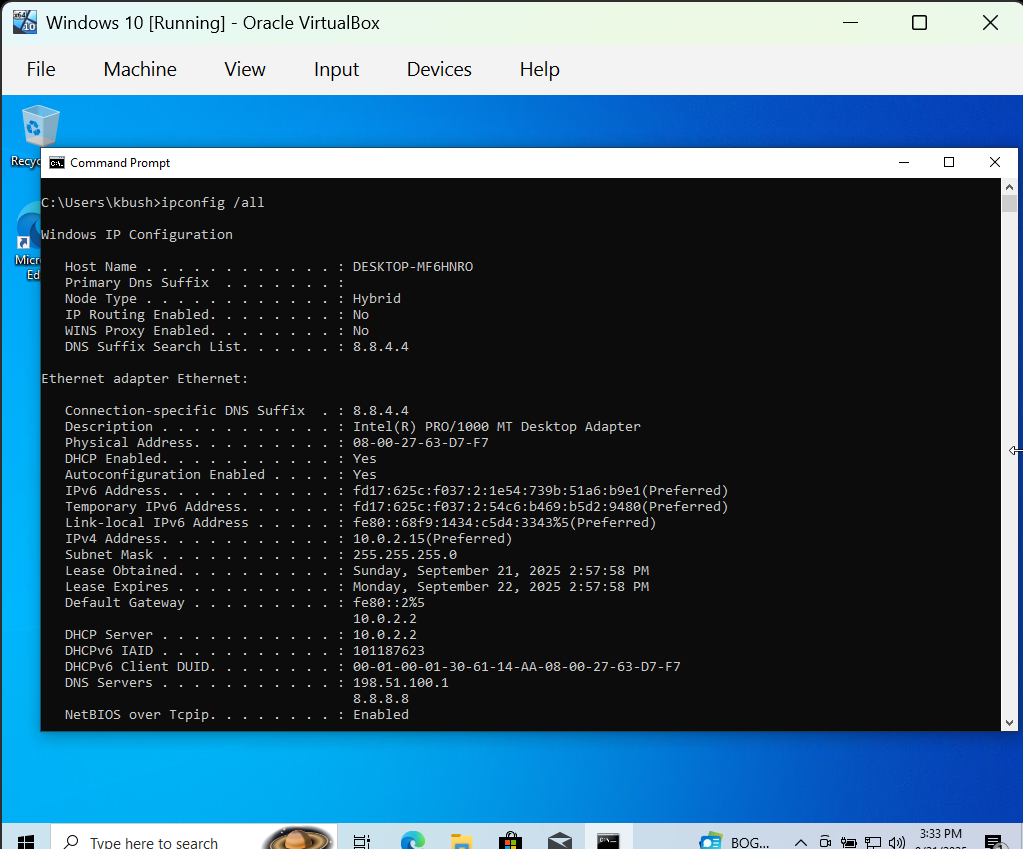 Windows 10 [Running] - Oracle VirtualBox
File Machine View Input Devices Help
Command Prompt
C:\Users\kbush>ipconfig /all
Windows IP Configuration
Host Name . . . . . . . . . . . . : DESKTOP-MF6HNRO
Primary Dns Suffix  . . . . . . . :
Node Type . . . . . . . . . . . . : Hybrid
IP Routing Enabled. . . . . . . . : No
WINS Proxy Enabled. . . . . . . . : No
DNS Suffix Search List. . . . . . : 8.8.4.4
Ethernet adapter Ethernet:
Connection-specific DNS Suffix  . : 8.8.4.4
Description . . . . . . . . . . . : Intel(R) PRO/1000 MT Desktop Adapter
Physical Address. . . . . . . . . : 08-00-27-63-D7-F7
DHCP Enabled. . . . . . . . . . . : Yes
Autoconfiguration Enabled . . . . : Yes
IPv6 Address. . . . . . . . . . . : fd17:625c:f037:2:1e54:739b:51a6:b9e1(Preferred)
Temporary IPv6 Address. . . . . . : fd17:625c:f037:2:54c6:b469:b5d2:9480(Preferred)
Link-local IPv6 Address . . . . . : fe80::68f9:1434:c5d4:3343%5(Preferred)
IPv4 Address. . . . . . . . . . . : 10.0.2.15(Preferred)
Subnet Mask . . . . . . . . . . . : 255.255.255.0
Lease Obtained. . . . . . . . . . : Sunday, September 21, 2025 2:57:58 PM
Lease Expires . . . . . . . . . . : Monday, September 22, 2025 2:57:58 PM
Default Gateway . . . . . . . . . : fe80::2%5
10.0.2.2
DHCP Server . . . . . . . . . . . : 10.0.2.2
DHCPv6 IAID . . . . . . . . . . . : 101187623
DHCPv6 Client DUID. . . . . . . . : 00-01-00-01-30-61-14-AA-08-00-27-63-D7-F7
DNS Servers . . . . . . . . . . . : 198.51.100.1
8.8.8.8
NetBIOS over Tcpip. . . . . . . . : Enabled
Type here to search
BOG...
3:33 PM